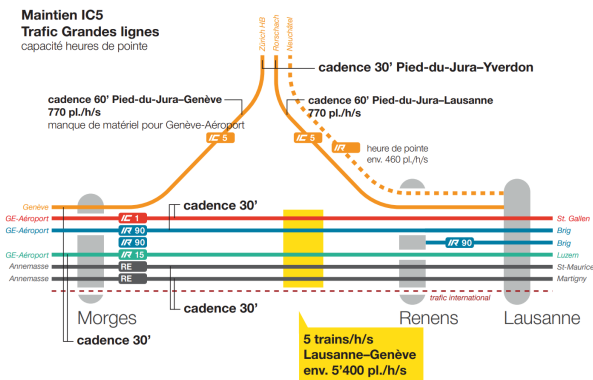 Maintien IC5
Trafic Grandes lignes
capacité heures de pointe
Zürich HB
Rorschach
Neuchâtel
cadence 30’ Pied-du-Jura–Yverdon
cadence 60’ Pied-du-Jura–Genève
770 pl./h/s
manque de matériel pour Genève-Aéroport
cadence 60’ Pied-du-Jura–Lausanne
770 pl./h/s
IC 5
IC 5
IR
heure de pointe
env. 460 pl./h/s
Genève
cadence 30’
GE-Aéroport
IC 1
St. Gallen
GE-Aéroport
IR 90
Brig
IR 90
IR 90
Brig
GE-Aéroport
IR 15
Luzern
Annemasse
RE
St-Maurice
Annemasse
RE
Martigny
trafic international
cadence 30’
Morges
Renens
Lausanne
cadence 30’
5 trains/h/s
Lausanne–Genève
env. 5’400 pl./h/s